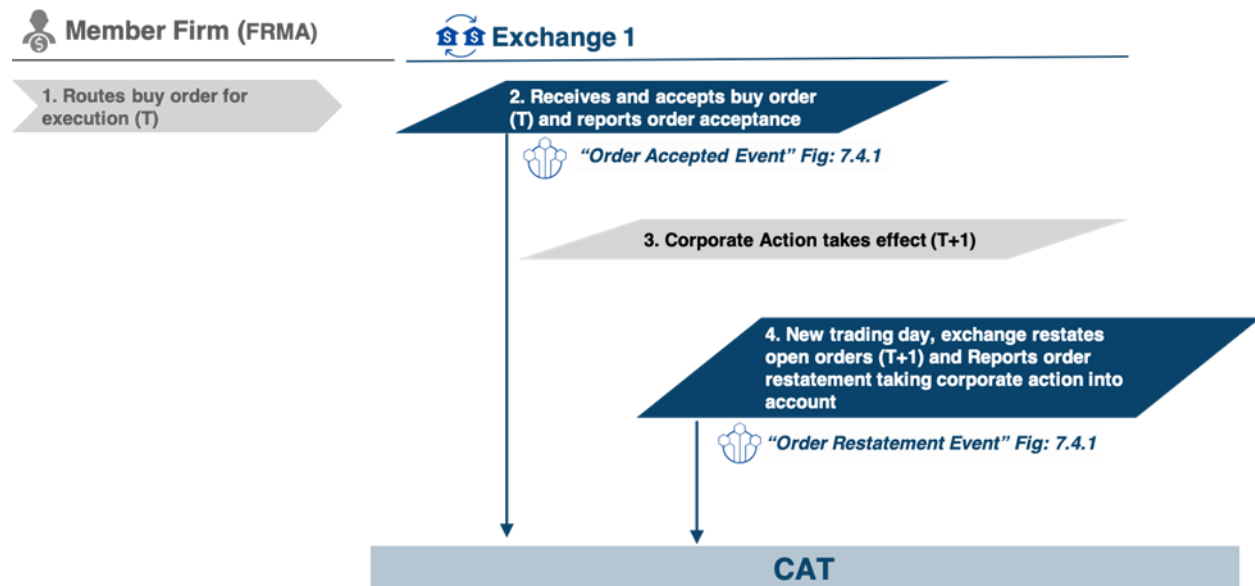 Member Firm (FRMA)
Exchange 1
1. Routes buy order for
execution (T)
2. Receives and accepts buy order
(T) and reports order acceptance
“Order Accepted Event” Fig: 7.4.1
3. Corporate Action takes effect (T+1)
4. New trading day, exchange restates
open orders (T+1) and Reports order
restatement taking corporate action into
account
“Order Restatement Event” Fig: 7.4.1
CAT